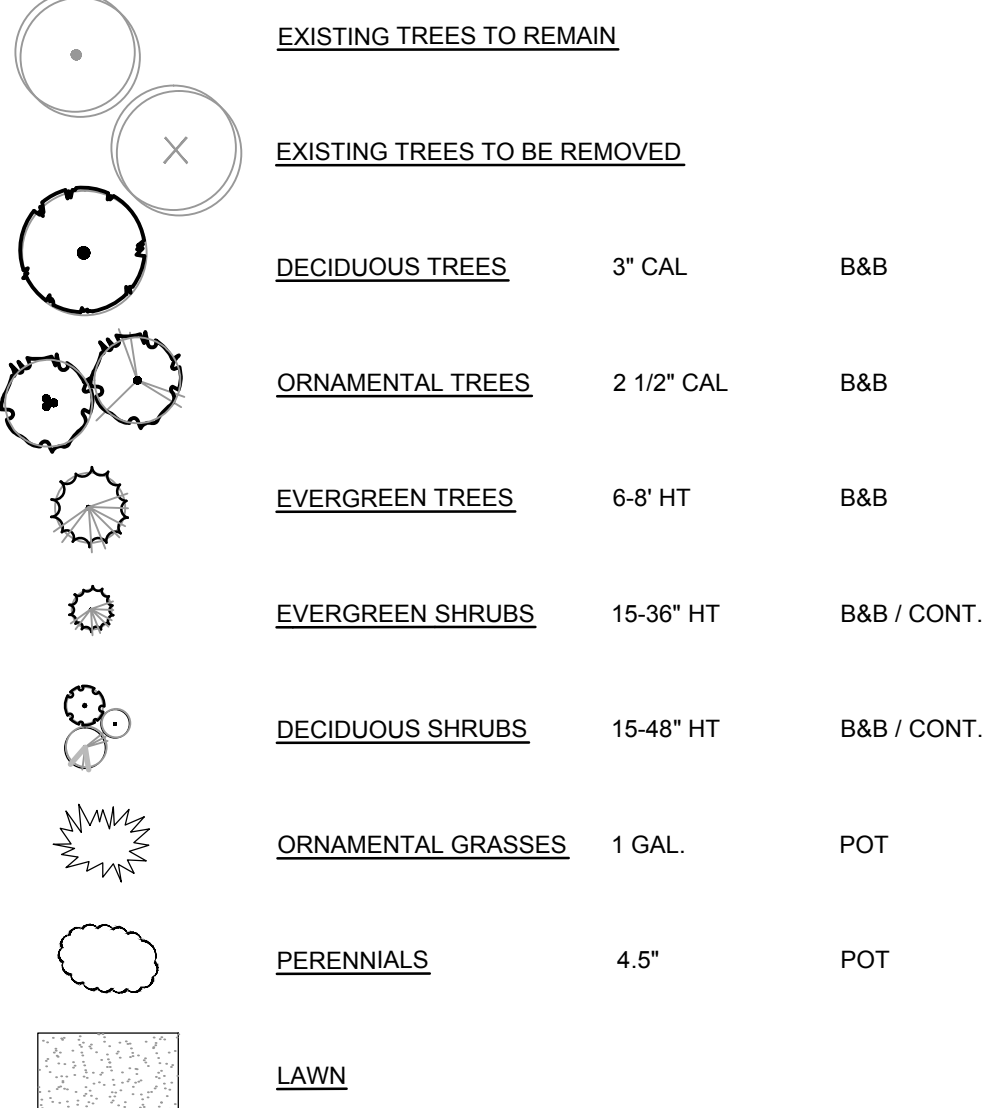 EXISTING TREES TO REMAIN
EXISTING TREES TO BE REMOVED
DECIDUOUS TREES 3" CAL B&B
ORNAMENTAL TREES 2 1/2" CAL B&B
EVERGREEN TREES 6-8' HT B&B
EVERGREEN SHRUBS 15-36" HT B&B / CONT.
DECIDUOUS SHRUBS 15-48" HT B&B / CONT.
ORNAMENTAL GRASSES 1 GAL. POT
PERENNIALS 4.5" POT
LAWN